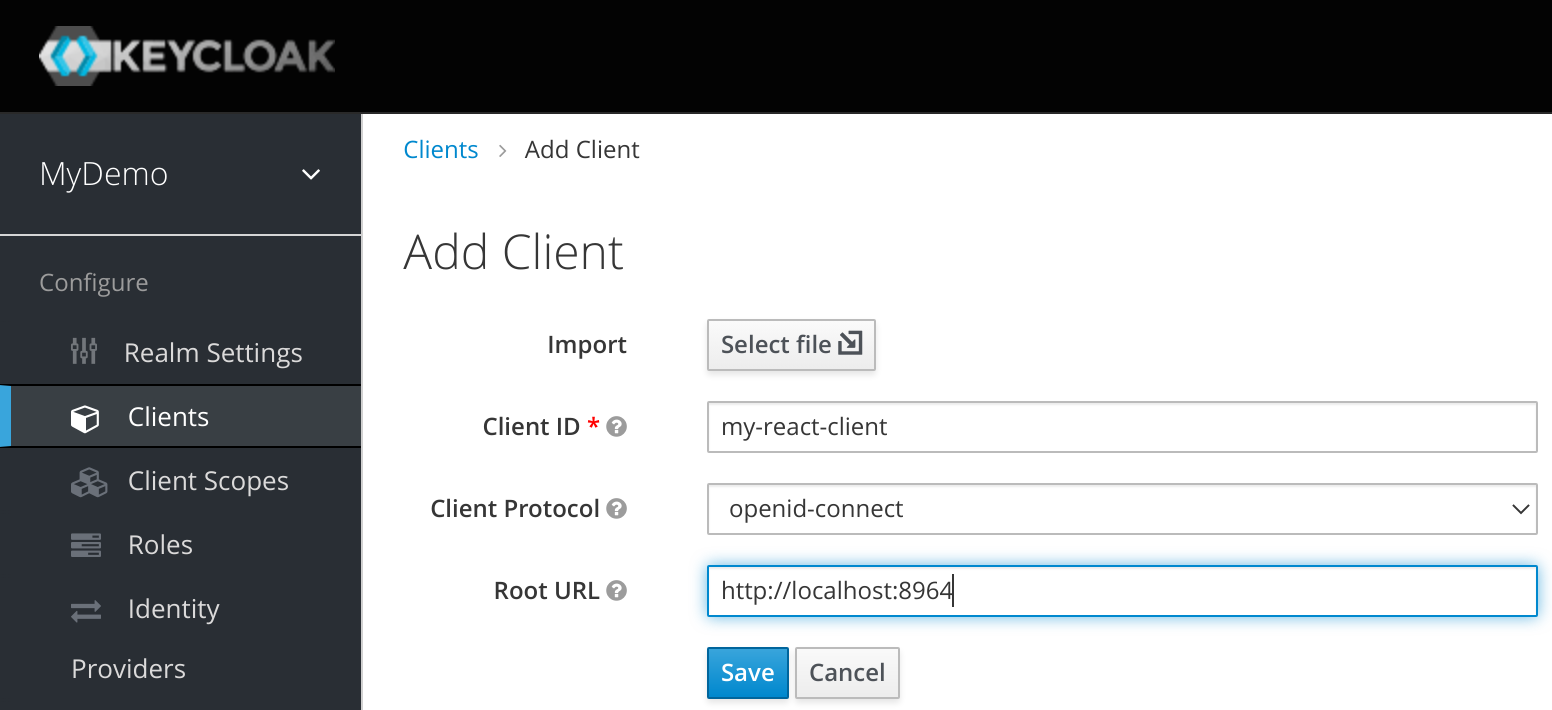 KEYCLOAK
MyDemo
Configure
Realm Settings
Clients
Client Scopes
Roles
Identity
Providers
Clients > Add Client
Add Client
Import Select file
Client ID * ?
my-react-client
Client Protocol ?
openid-connect
Root URL ?
http://localhost:8964
Save Cancel